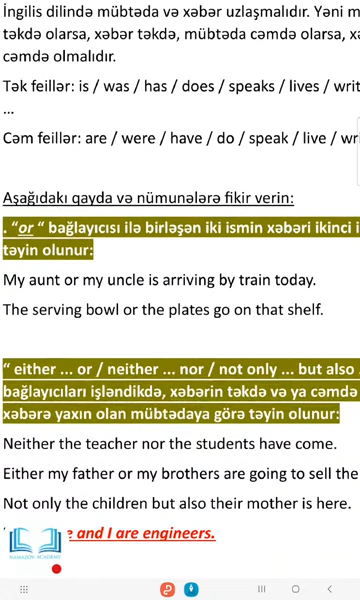 İngilis dilində mübtəda və xəbər uzlaşmalıdır. Yəni
təkdə olarsa, xəbər təkdə, mübtəda cəmdə olarsa,
cəmdə olmalıdır.
Tək feillər: is / was / has / does / speaks / lives /
...
Cəm feillər: are / were / have / do / speak / live /
Aşağıdakı qayda və nümunələrə fikir verin:
. “or “ bağlayıcısı ilə birləşən iki ismin xəbəri ikinci
təyin olunur:
My aunt or my uncle is arriving by train today.
The serving bowl or the plates go on that shelf.
“ either ... or / neither ... nor / not only ... but also
bağlayıcıları işləndikdə, xəbərin təkdə və ya cəmdə
xəbərə yaxın olan mübtədaya görə təyin olunur:
Neither the teacher nor the students have come.
Either my father or my brothers are going to sell the
Not only the children but also their mother is here.
and I are engineers.